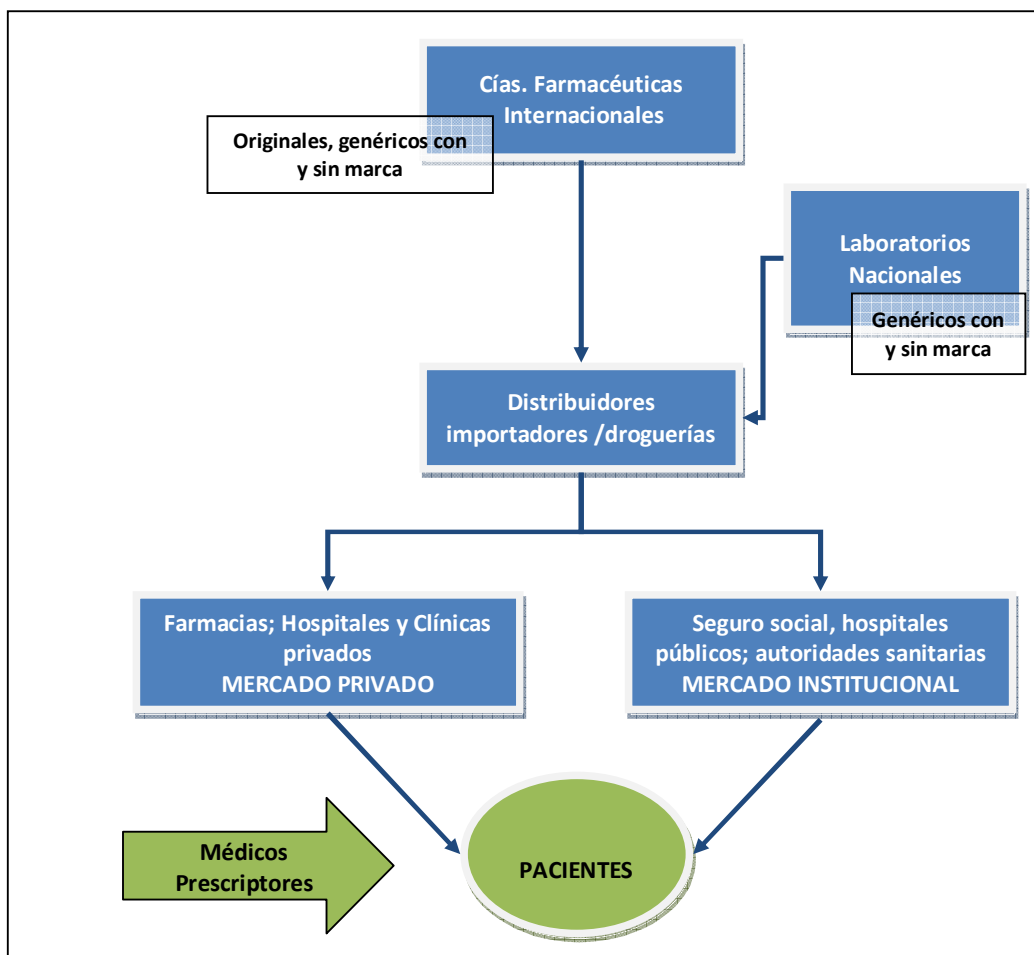 Cías. Farmacéuticas
Internacionales
Originales, genéricos con
y sin marca
Laboratorios
Nacionales
Genéricos con
y sin marca
Distribuidores
importadores /droguerías
Farmacias; Hospitales y Clínicas
privados
MERCADO PRIVADO
Seguro social, hospitales
públicos; autoridades sanitarias
MERCADO INSTITUCIONAL
Médicos
Prescriptores
PACIENTES